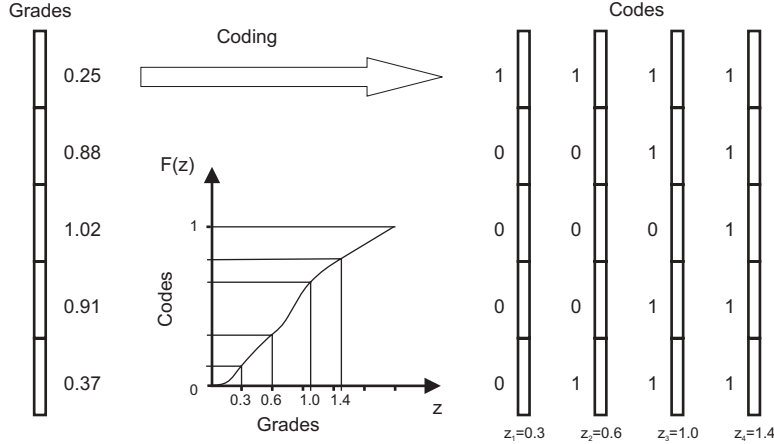 Grades
Codes
Coding
0.25
0.88
1.02
0.91
0.37
F(z)
1
0
Codes
0.3 0.6 1.0 1.4
z
Grades
1 1 1 1
0 0 1 1
0 0 0 1
0 0 1 1
0 1 1 1
z₁=0.3 z₂=0.6 z₃=1.0 z₄=1.4